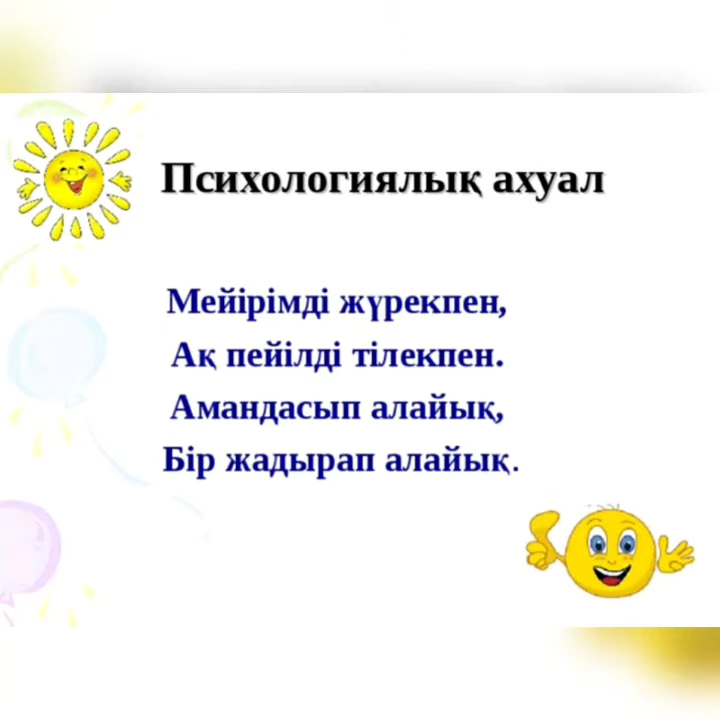 Психологиялық ахуал
Мейірімді жүрекпен,
Ақ пейілді тілекпен.
Амандасып алайық,
Бір жадырап алайық.